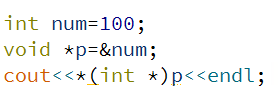 int num=100;
void *p=&num;
cout<<*(int *)p<<endl;